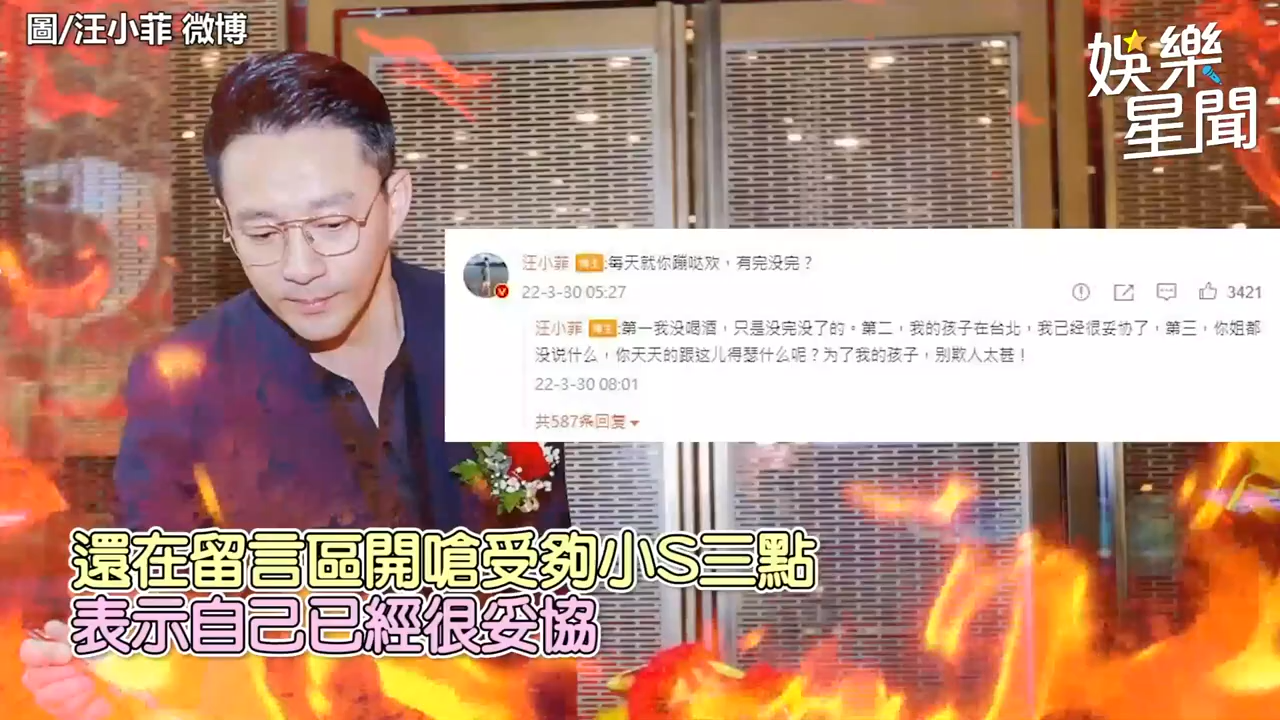 圖/汪小菲 微博
娛樂
星聞
汪小菲 博主:每天就你蹦哒欢，有完没完？
22-3-30 05:27
3421
汪小菲 博主:第一我没喝酒，只是没完没了的。第二，我的孩子在台北，我已经很妥协了，第三，你姐都
没说什么，你天天的跟这儿得瑟什么呢？为了我的孩子，别欺人太甚！
22-3-30 08:01
共587条回复
還在留言區開嗆受夠小S三點
表示自己已經很妥協